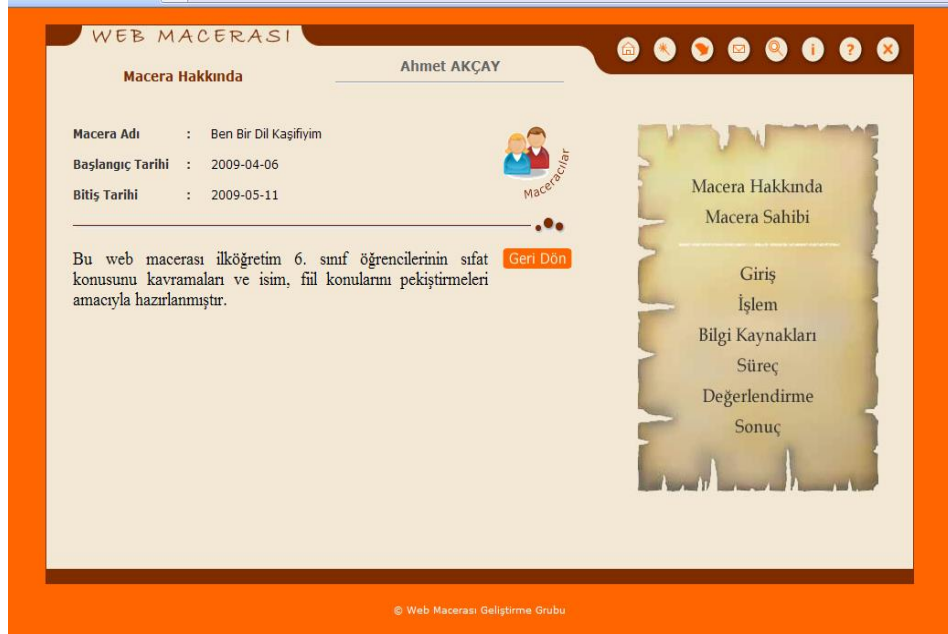 WEB MACERASI
Macera Hakkında
Ahmet AKÇAY
Macera Adı : Ben Bir Dil Kaşifiyim
Başlangıç Tarihi : 2009-04-06
Bitiş Tarihi : 2009-05-11
Maceracılar
Bu web macerası ilköğretim 6. sınıf öğrencilerinin sıfat
konusunu kavramaları ve isim, fiil konularını pekiştirmeleri
amacıyla hazırlanmıştır.
Geri Dön
Macera Hakkında
Macera Sahibi
Giriş
İşlem
Bilgi Kaynakları
Süreç
Değerlendirme
Sonuç
© Web Macerası Geliştirme Grubu